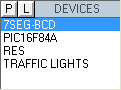 P L DEVICES
7SEG-BCD
PIC16F84A
RES
TRAFFIC LIGHTS